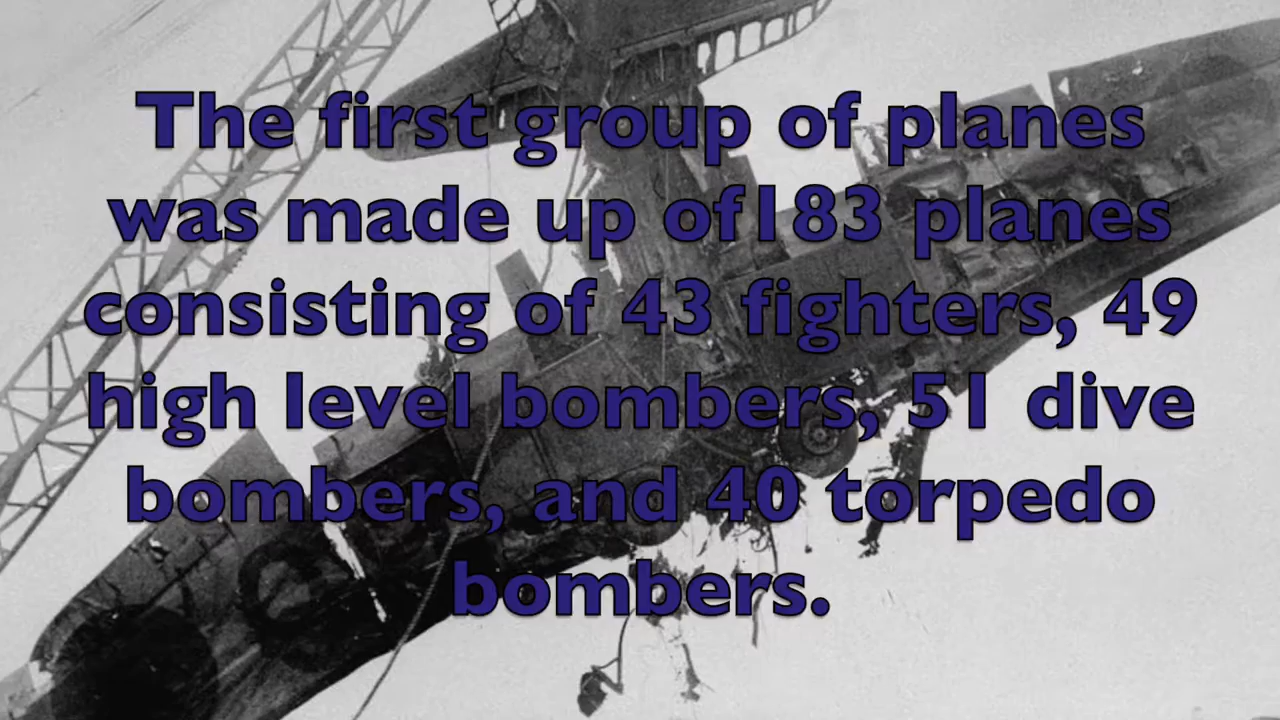 The first group of planes
was made up of183 planes
consisting of 43 fighters, 49
high level bombers, 51 dive
bombers, and 40 torpedo
bombers.